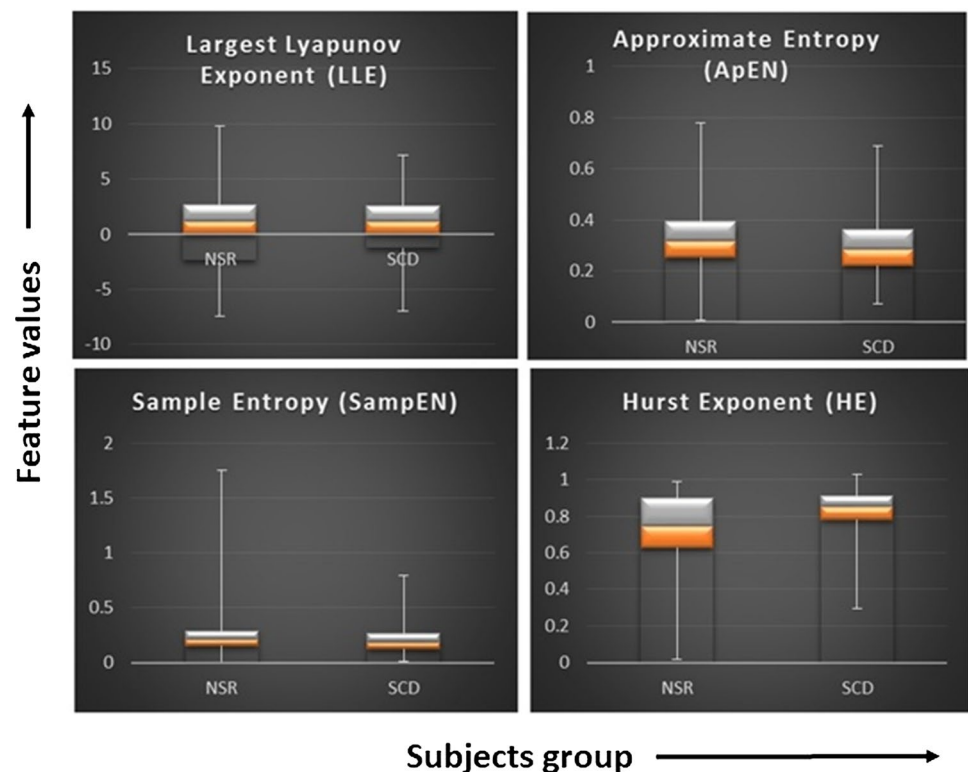 Feature values
Largest Lyapunov
Exponent (LLE)
15
10
5
0
-5
-10
NSR
SCD
Approximate Entropy
(ApEN)
1
0.8
0.6
0.4
0.2
0
NSR
SCD
Sample Entropy (SampEN)
2
1.5
1
0.5
0
NSR
SCD
Hurst Exponent (HE)
1.2
1
0.8
0.6
0.4
0.2
0
NSR
SCD
Subjects group